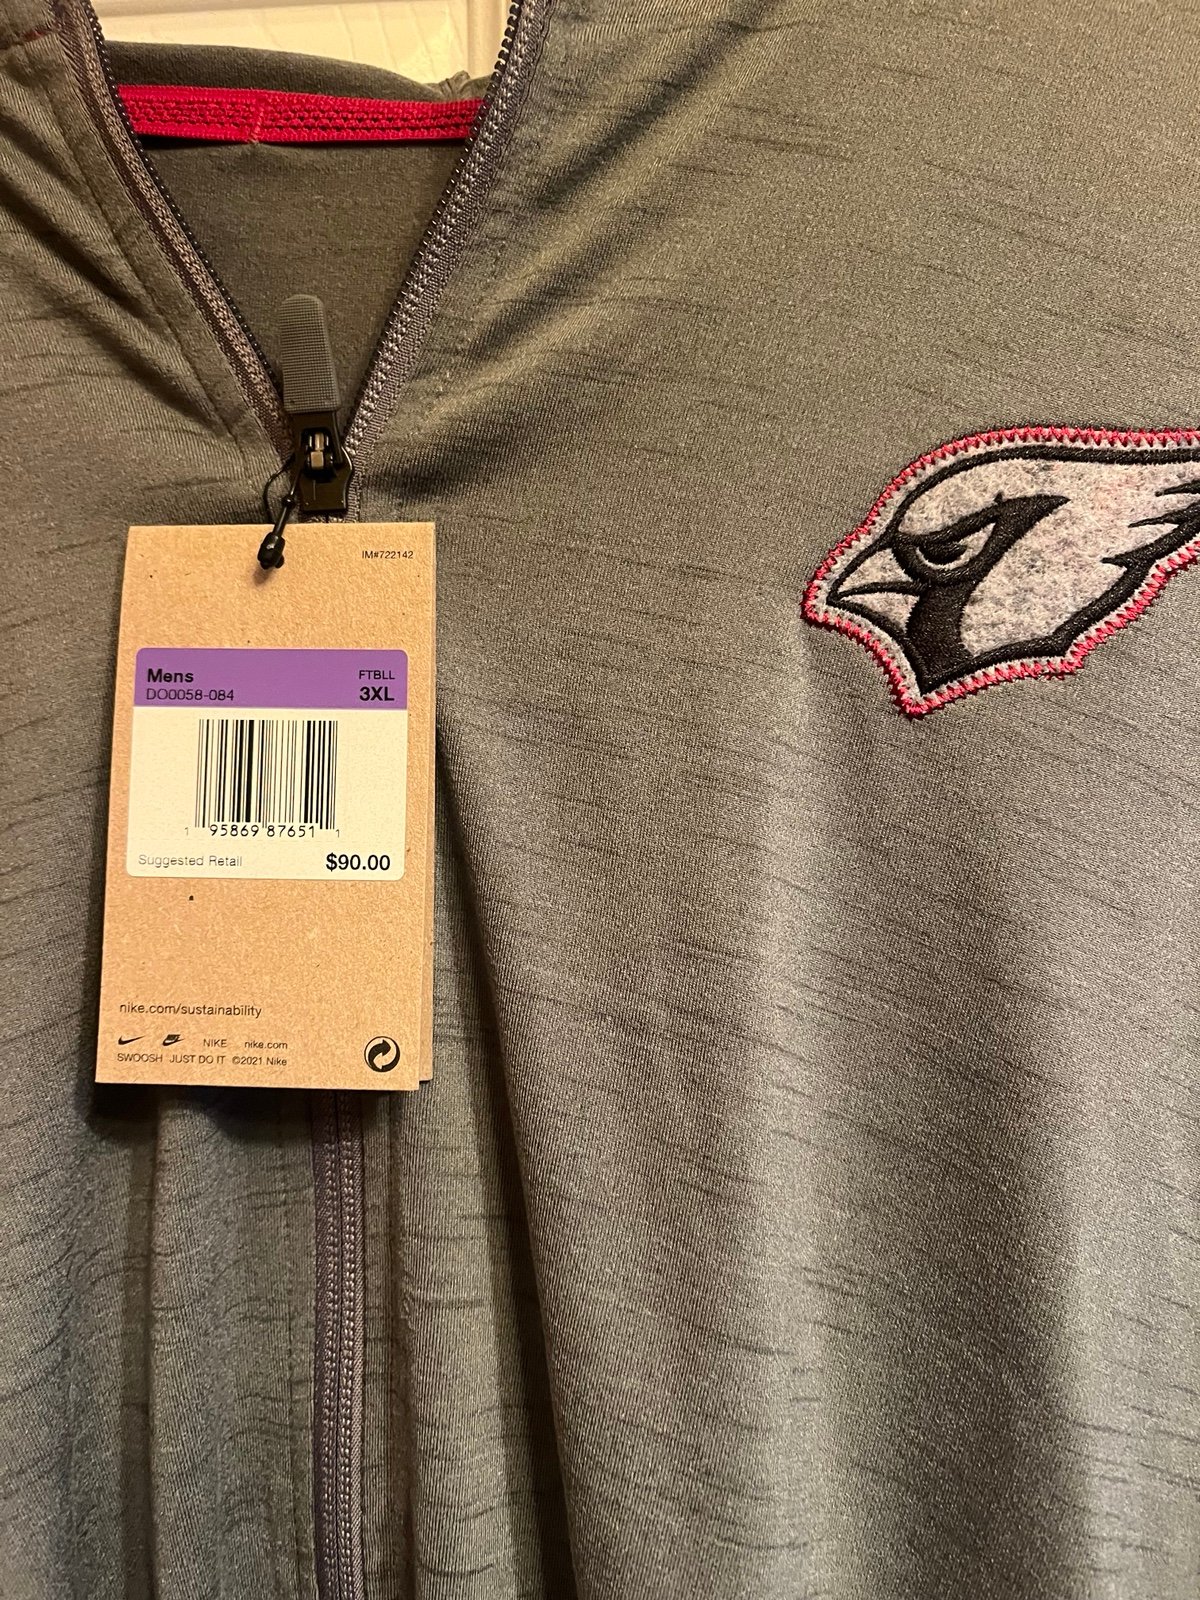 IM#722142
Mens FTBLL
DO0058-084 3XL
1 95869 87651 1
Suggested Retail $90.00
nike.com/sustainability
NIKE nike.com
SWOOSH JUST DO IT ©2021 Nike